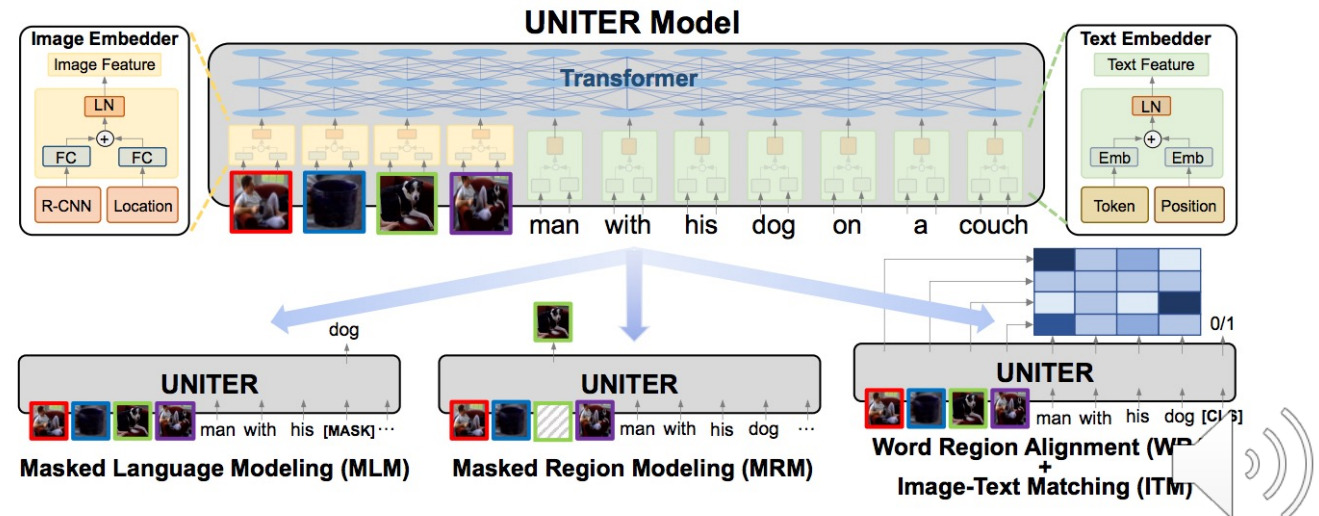 UNITER Model
Image Embedder
Image Feature
LN
+
FC FC
R-CNN Location
Transformer
man with his dog on a couch
Text Embedder
Text Feature
LN
+
Emb Emb
Token Position
dog
UNITER
man with his [MASK] ...
Masked Language Modeling (MLM)
UNITER
man with his dog ...
Masked Region Modeling (MRM)
0/1
UNITER
man with his dog
Word Region Alignment
+
Image-Text Matching (ITM)